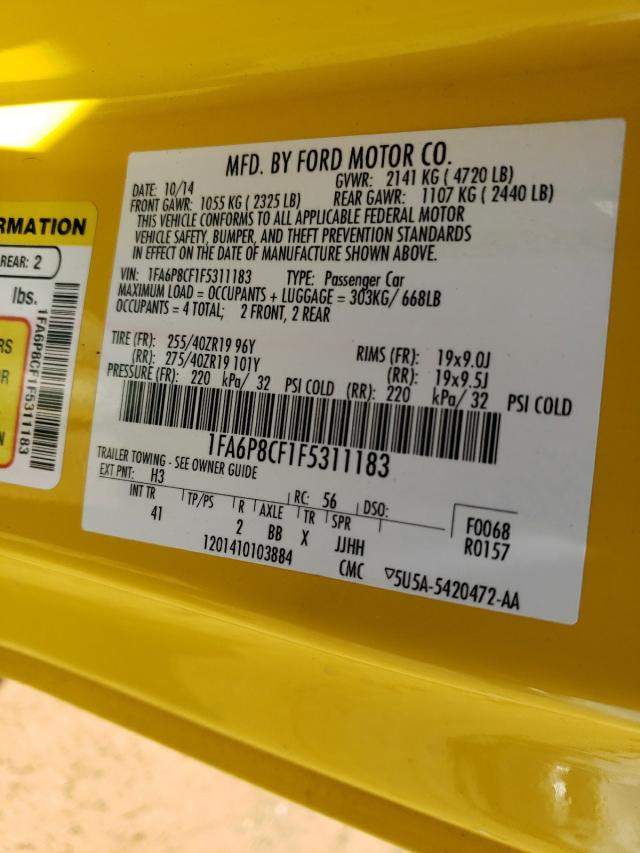 MFD. BY FORD MOTOR CO.
DATE: 10/14 GVWR: 2141 KG ( 4720 LB)
FRONT GAWR: 1055 KG ( 2325 LB) REAR GAWR: 1107 KG ( 2440 LB)
THIS VEHICLE CONFORMS TO ALL APPLICABLE FEDERAL MOTOR
VEHICLE SAFETY, BUMPER, AND THEFT PREVENTION STANDARDS
IN EFFECT ON THE DATE OF MANUFACTURE SHOWN ABOVE.
VIN: 1FA6P8CF1F5311183 TYPE: Passenger Car
MAXIMUM LOAD = OCCUPANTS + LUGGAGE = 303KG/ 668LB
OCCUPANTS = 4 TOTAL; 2 FRONT, 2 REAR
TIRE (FR): 255/40ZR19 96Y RIMS (FR): 19x9.0J
(RR): 275/40ZR19 101Y (RR): 19x9.5J
PRESSURE (FR): 220 kPa/ 32 PSI COLD (RR): 220 kPa/ 32 PSI COLD
1FA6P8CF1F5311183
TRAILER TOWING - SEE OWNER GUIDE
EXT PNT: H3 RC: 56 DSO:
INT TR TP/PS R AXLE TR SPR F0068
41 2 BB X JJHH R0157
1201410103884 CMC 5U5A-5420472-AA
RMATION
REAR: 2
lbs.
1FA6P8CF1F5311183
RS
R
N